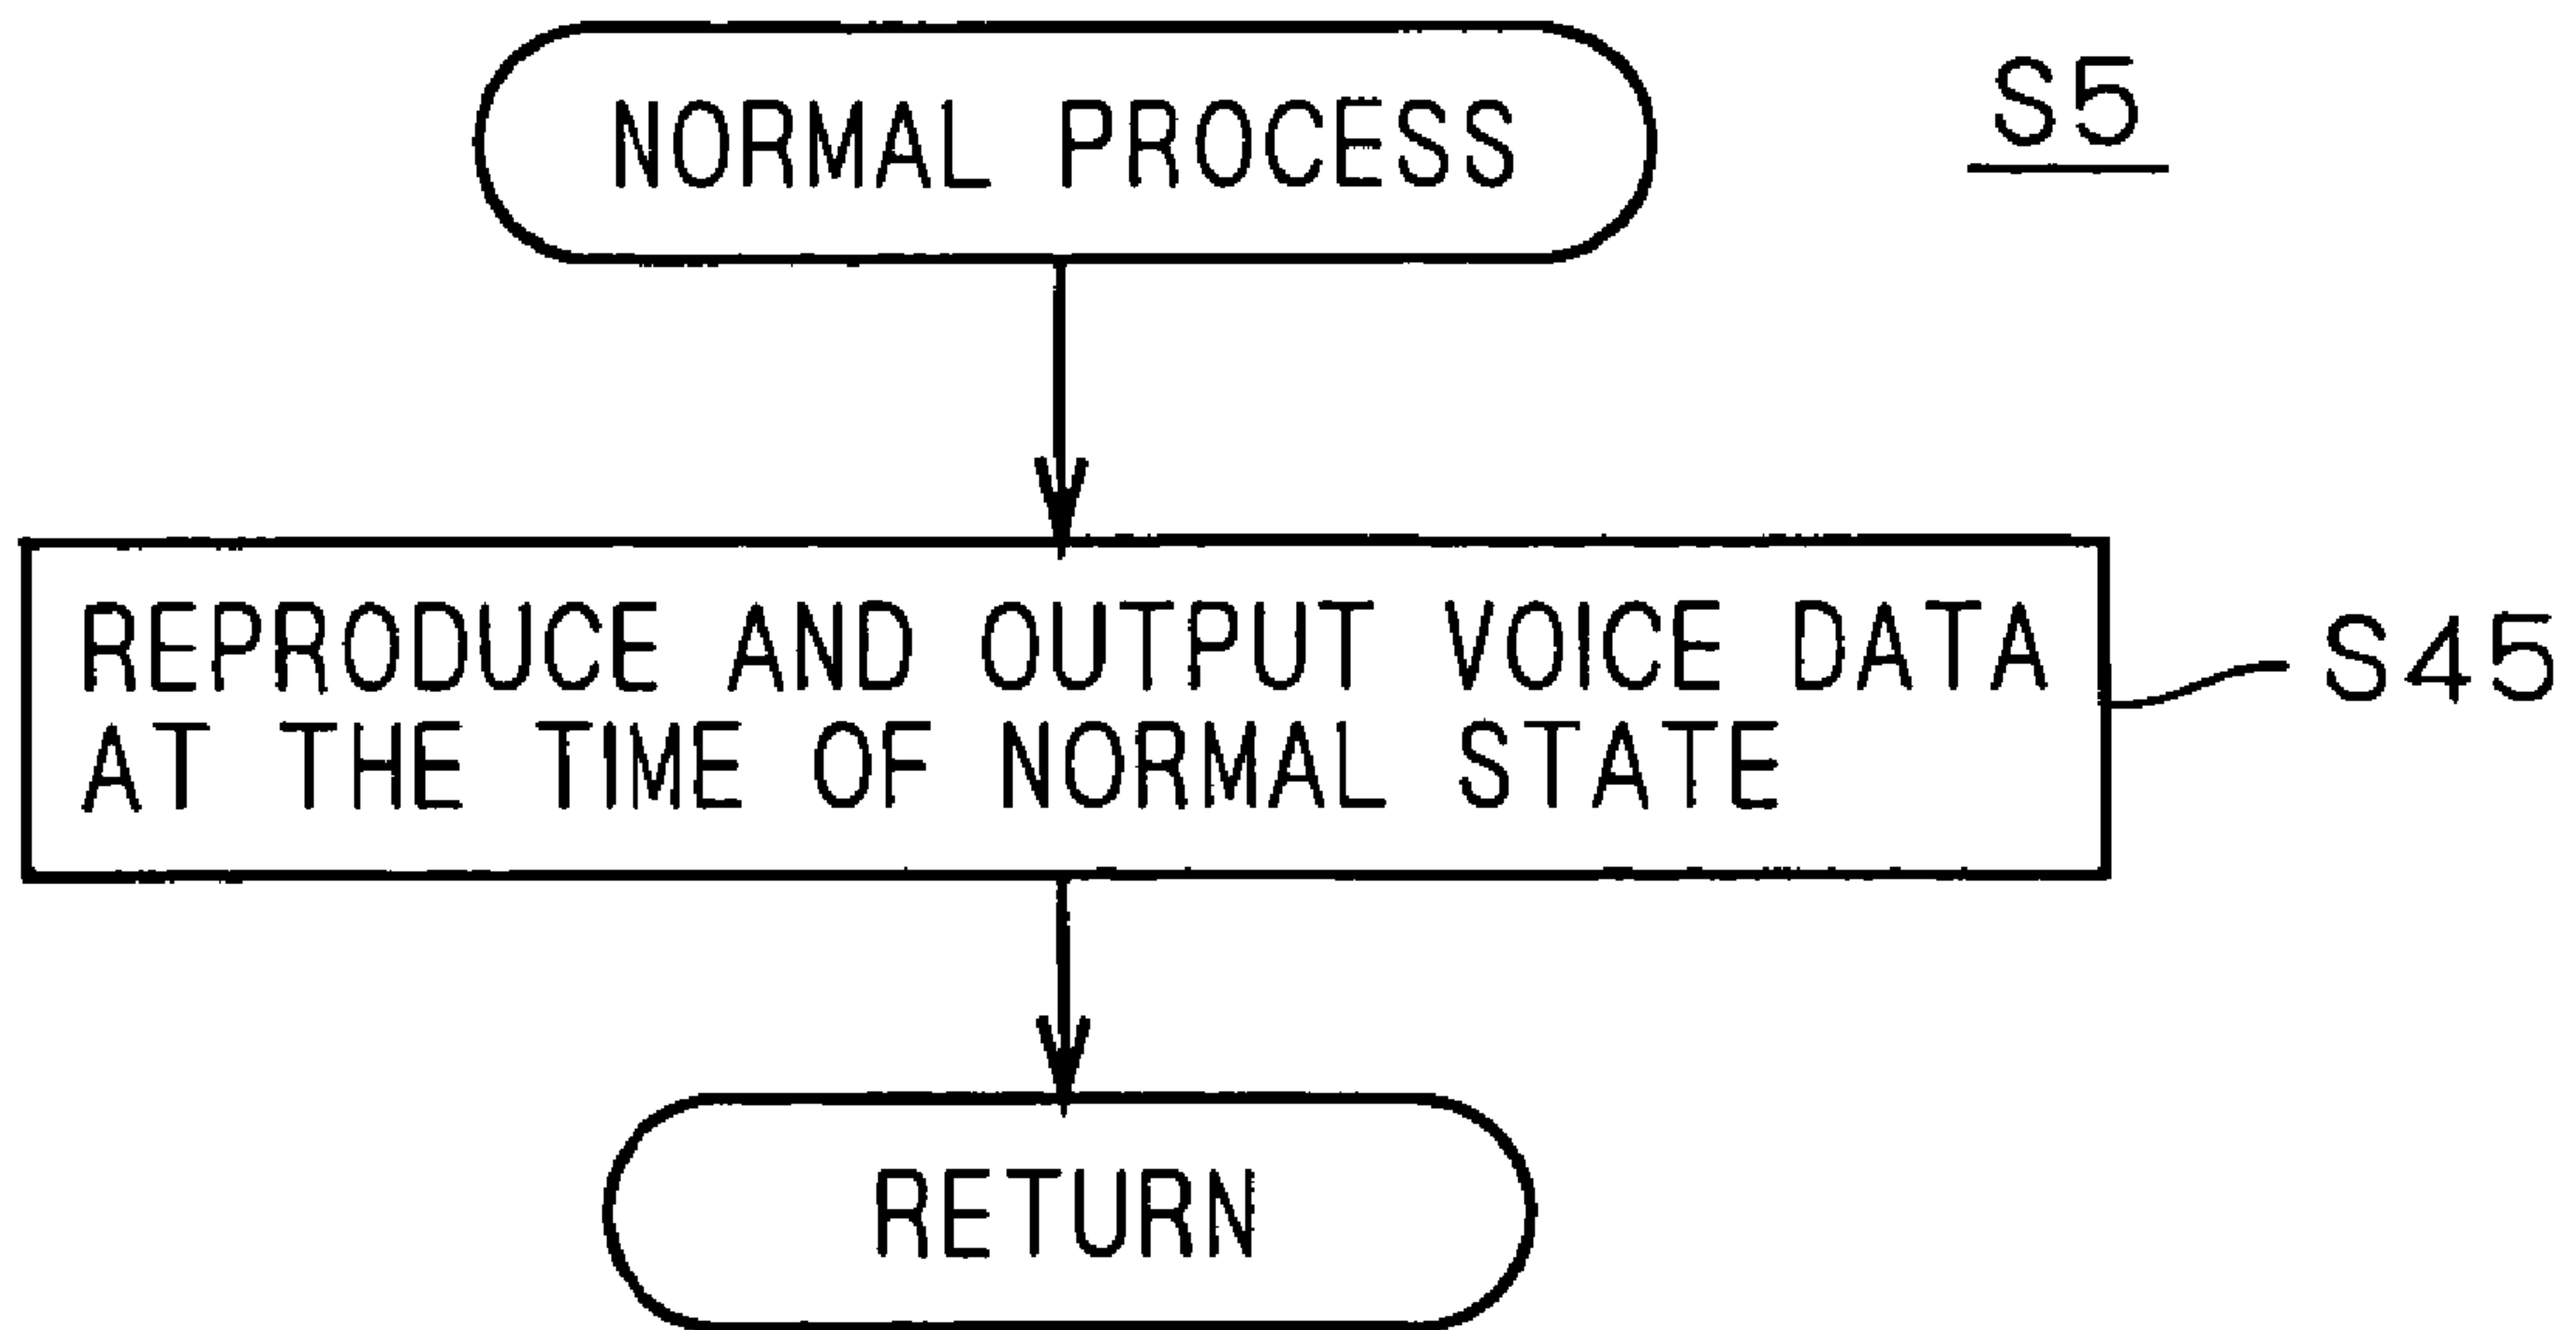 NORMAL PROCESS
S5
REPRODUCE AND OUTPUT VOICE DATA
AT THE TIME OF NORMAL STATE
S45
RETURN